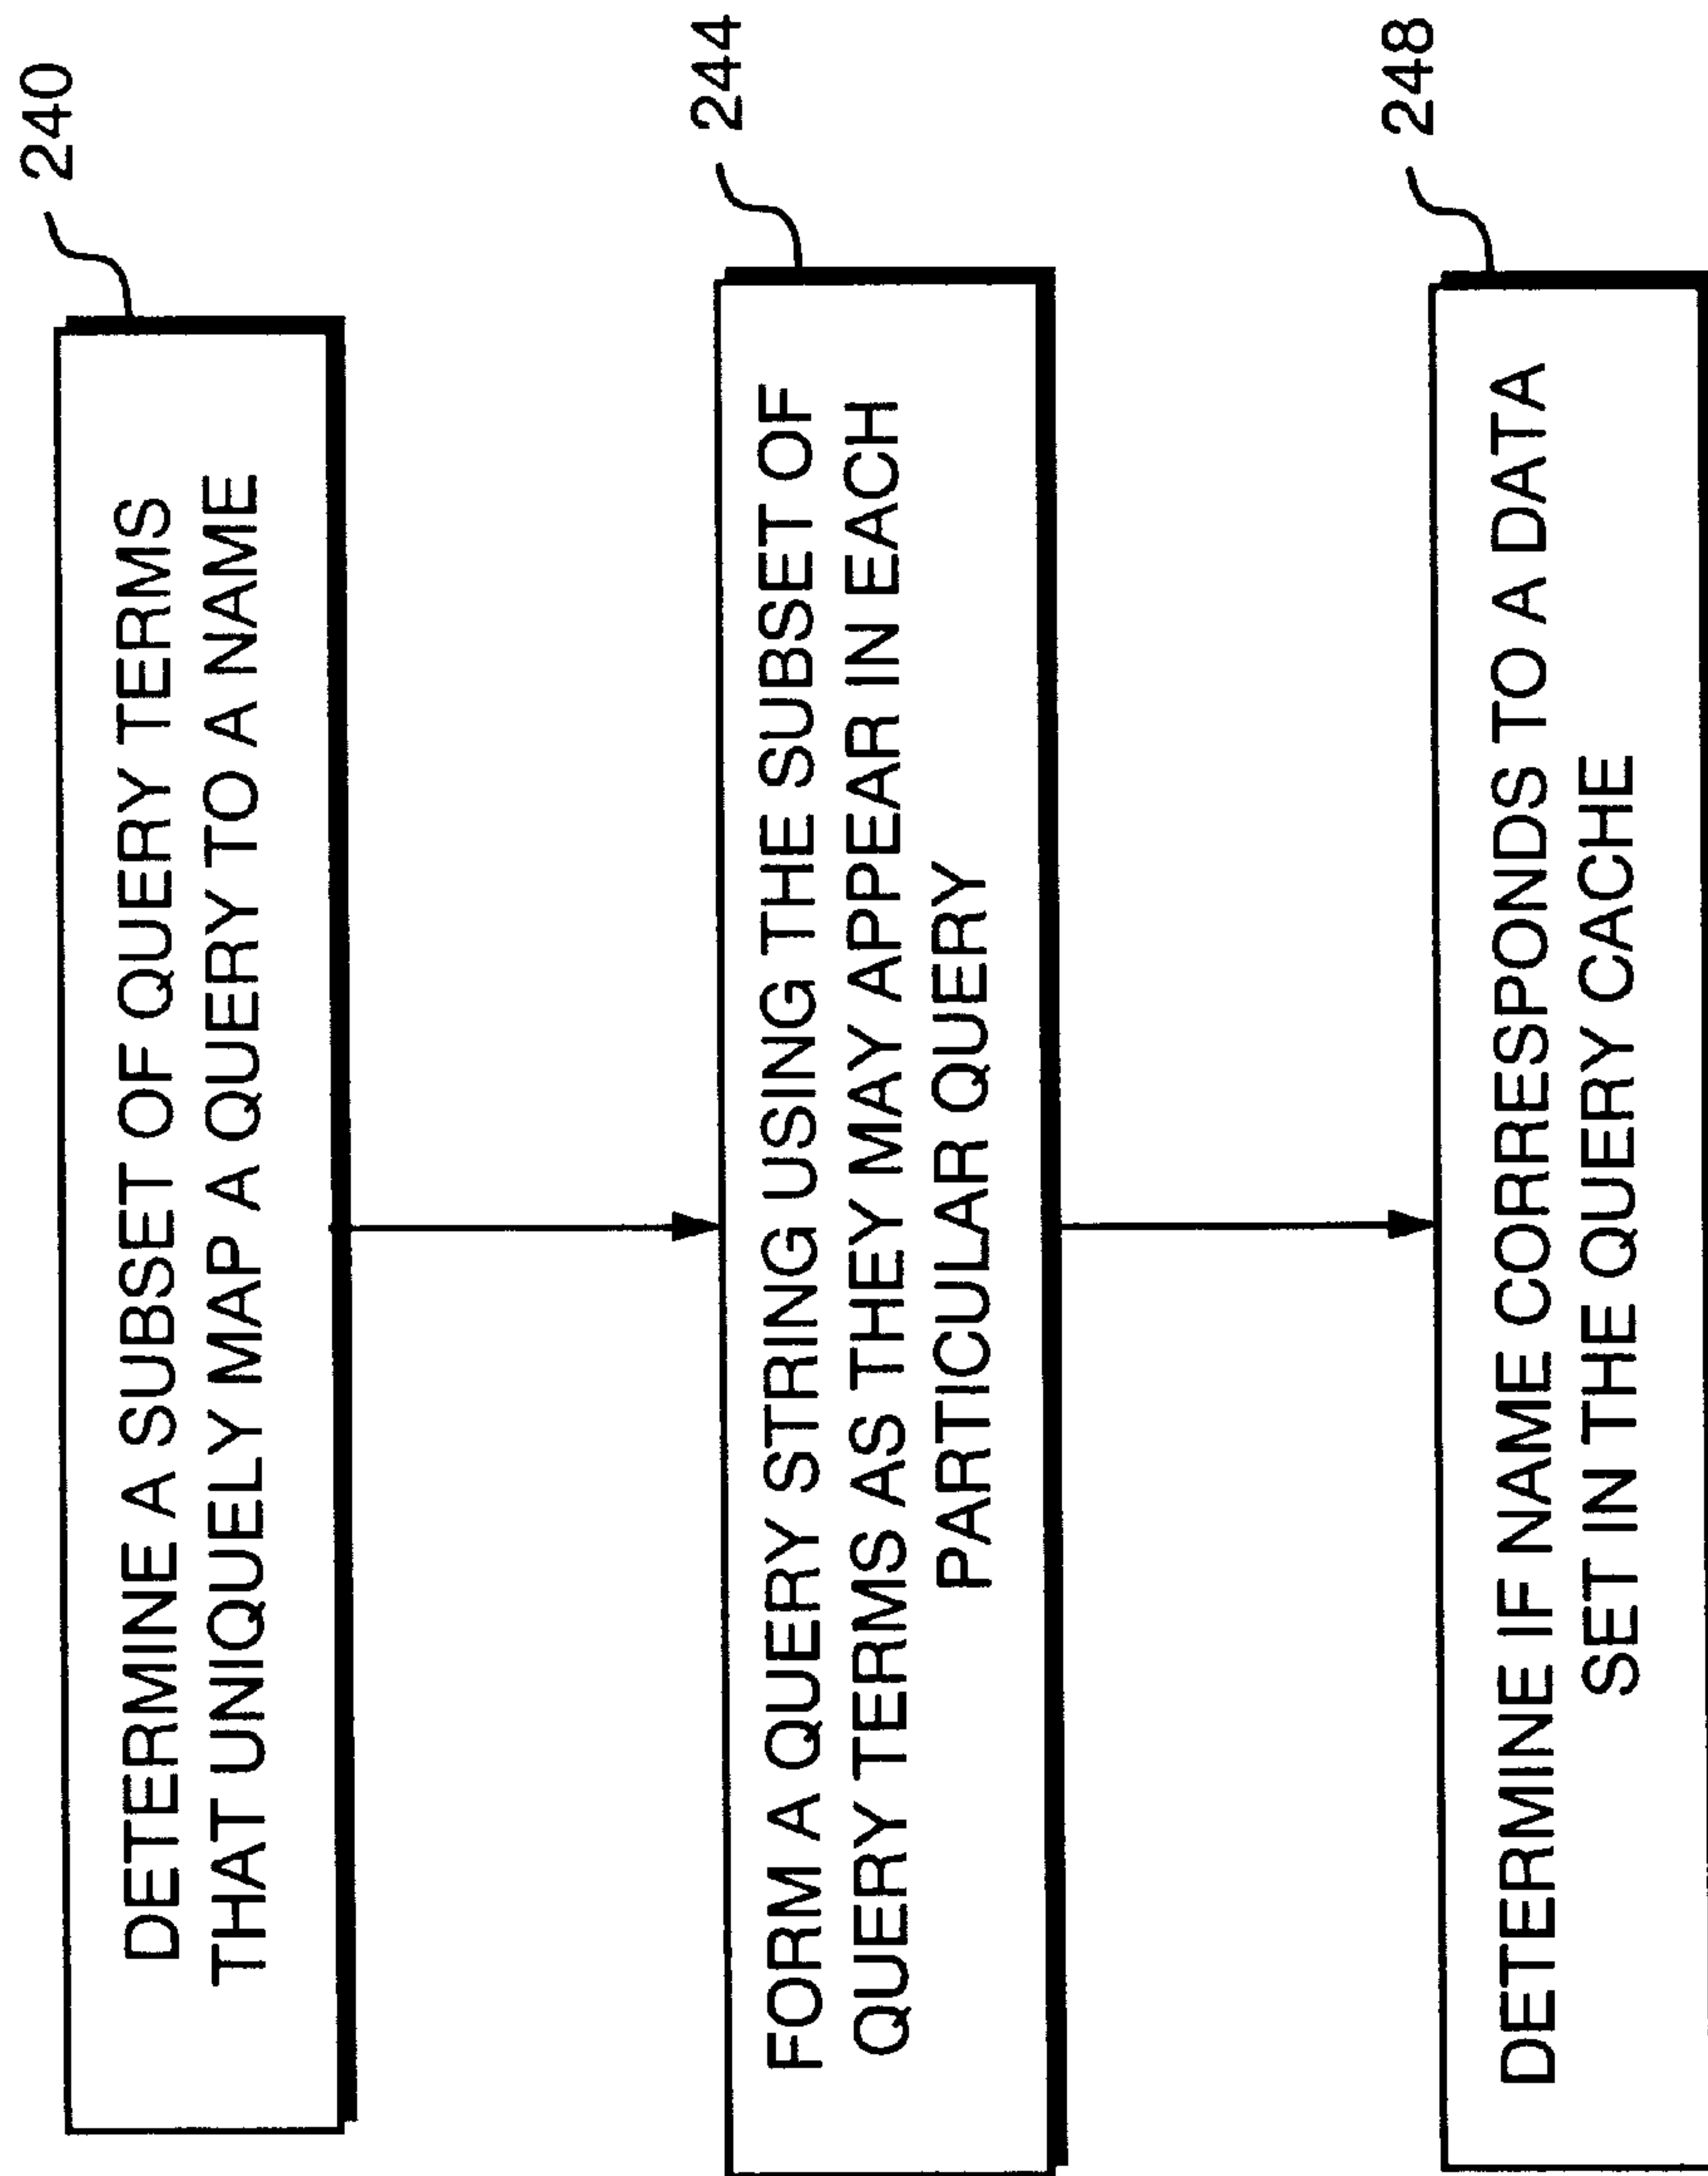 240
DETERMINE A SUBSET OF QUERY TERMS
THAT UNIQUELY MAP A QUERY TO A NAME
244
FORM A QUERY STRING USING THE SUBSET OF
QUERY TERMS AS THEY MAY APPEAR IN EACH
PARTICULAR QUERY
248
DETERMINE IF NAME CORRESPONDS TO A DATA
SET IN THE QUERY CACHE